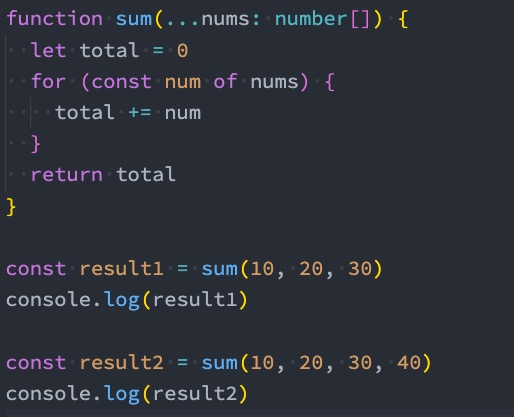 function sum(...nums: number[]) {
  let total = 0
  for (const num of nums) {
    total += num
  }
  return total
}

const result1 = sum(10, 20, 30)
console.log(result1)

const result2 = sum(10, 20, 30, 40)
console.log(result2)